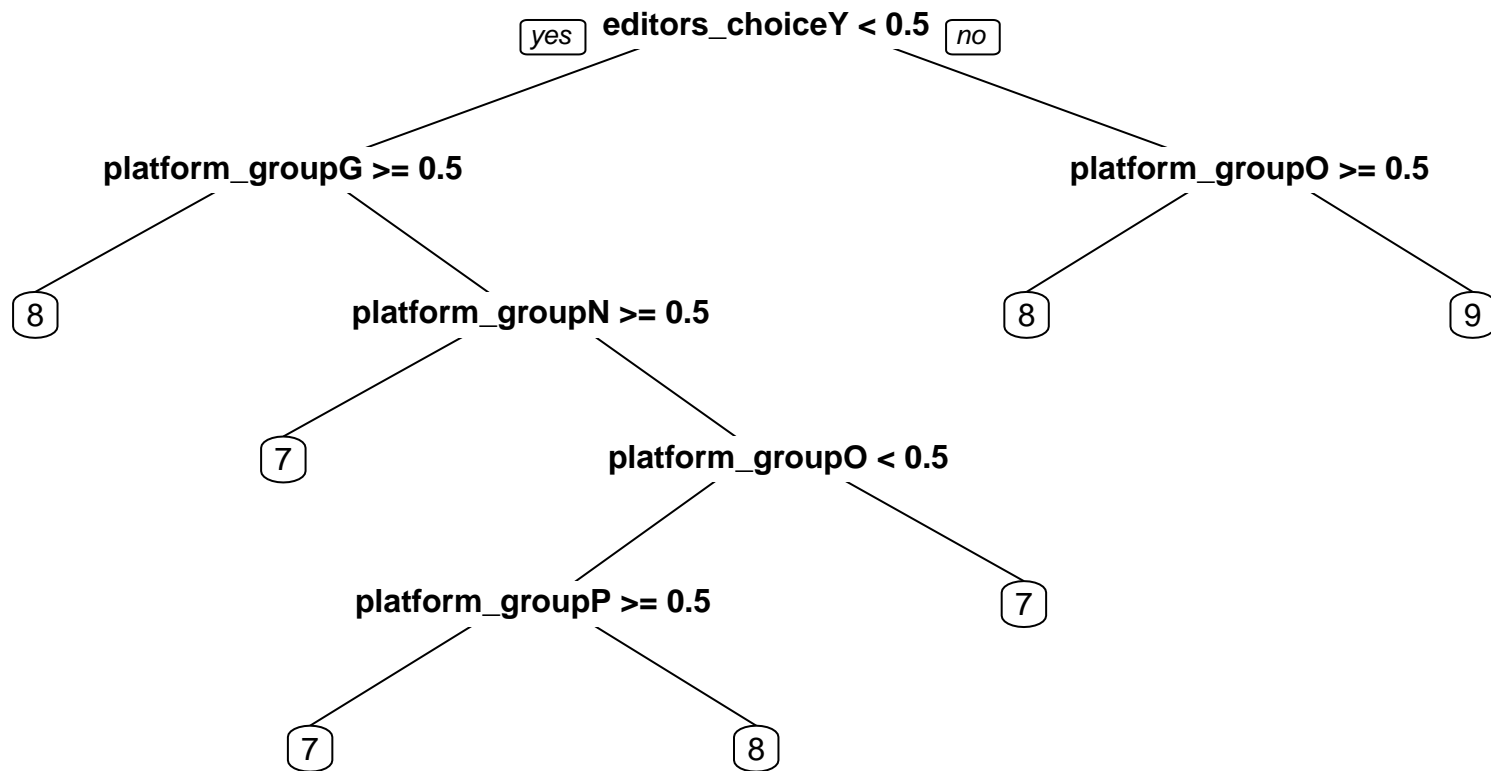 yes editors_choiceY < 0.5 no
platform_groupG >= 0.5
platform_groupO >= 0.5
8
platform_groupN >= 0.5
8
9
7
platform_groupO < 0.5
platform_groupP >= 0.5
7
7
8